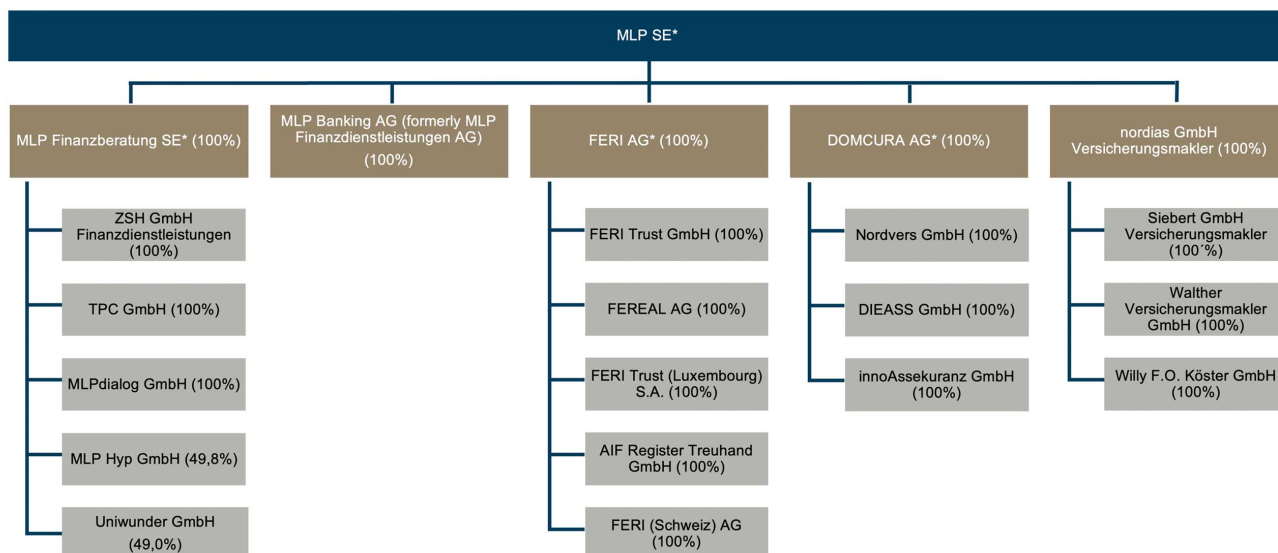 MLP SE*
MLP Finanzberatung SE* (100%)
MLP Banking AG (formerly MLP
Finanzdienstleistungen AG)
(100%)
FERI AG* (100%)
DOMCURA AG* (100%)
nordias GmbH
Versicherungsmakler (100%)
ZSH GmbH
Finanzdienstleistungen
(100%)
TPC GmbH (100%)
MLPdialog GmbH (100%)
MLP Hyp GmbH (49,8%)
Uniwunder GmbH
(49,0%)
FERI Trust GmbH (100%)
FEREAL AG (100%)
FERI Trust (Luxembourg)
S.A. (100%)
AIF Register Treuhand
GmbH (100%)
FERI (Schweiz) AG
(100%)
Nordvers GmbH (100%)
DIEASS GmbH (100%)
innoAssekuranz GmbH
(100%)
Siebert GmbH
Versicherungsmakler
(100´%)
Walther
Versicherungsmakler
GmbH (100%)
Willy F.O. Köster GmbH
(100%)